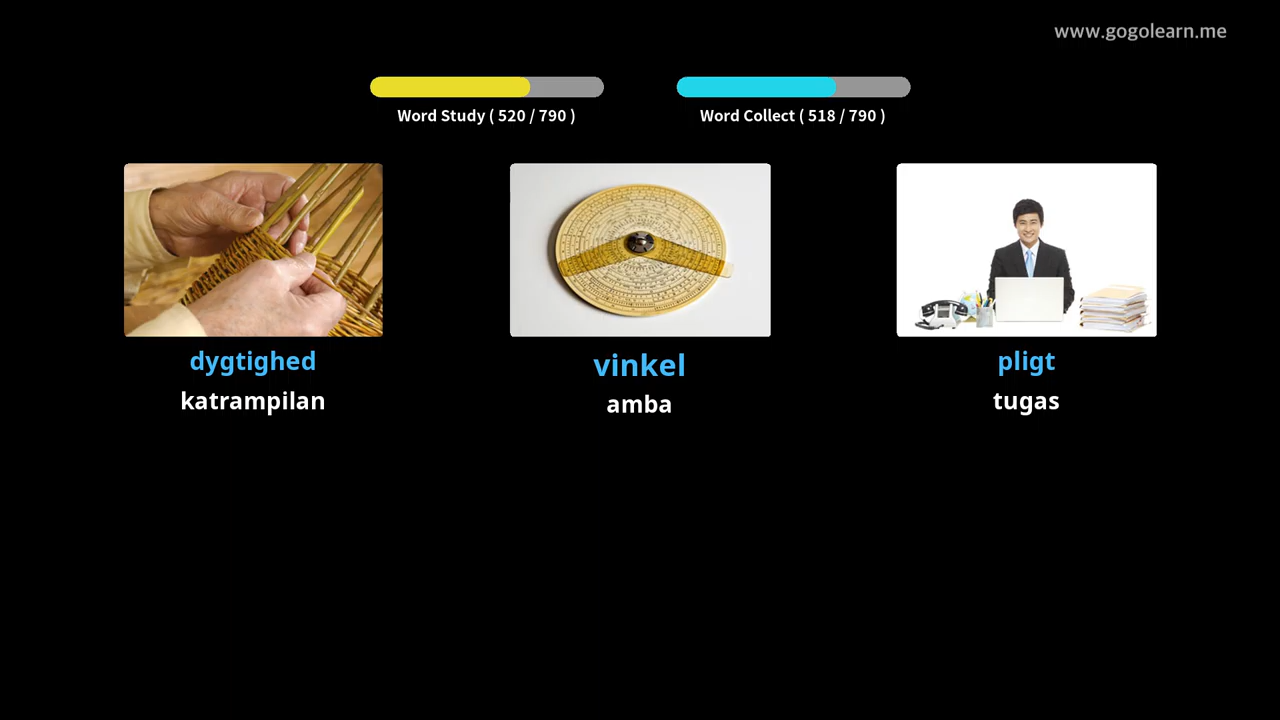 www.gogolearn.me
Word Study ( 520 / 790 )
Word Collect ( 518 / 790 )
dygtighed
vinkel
pligt
katrampilan
amba
tugas